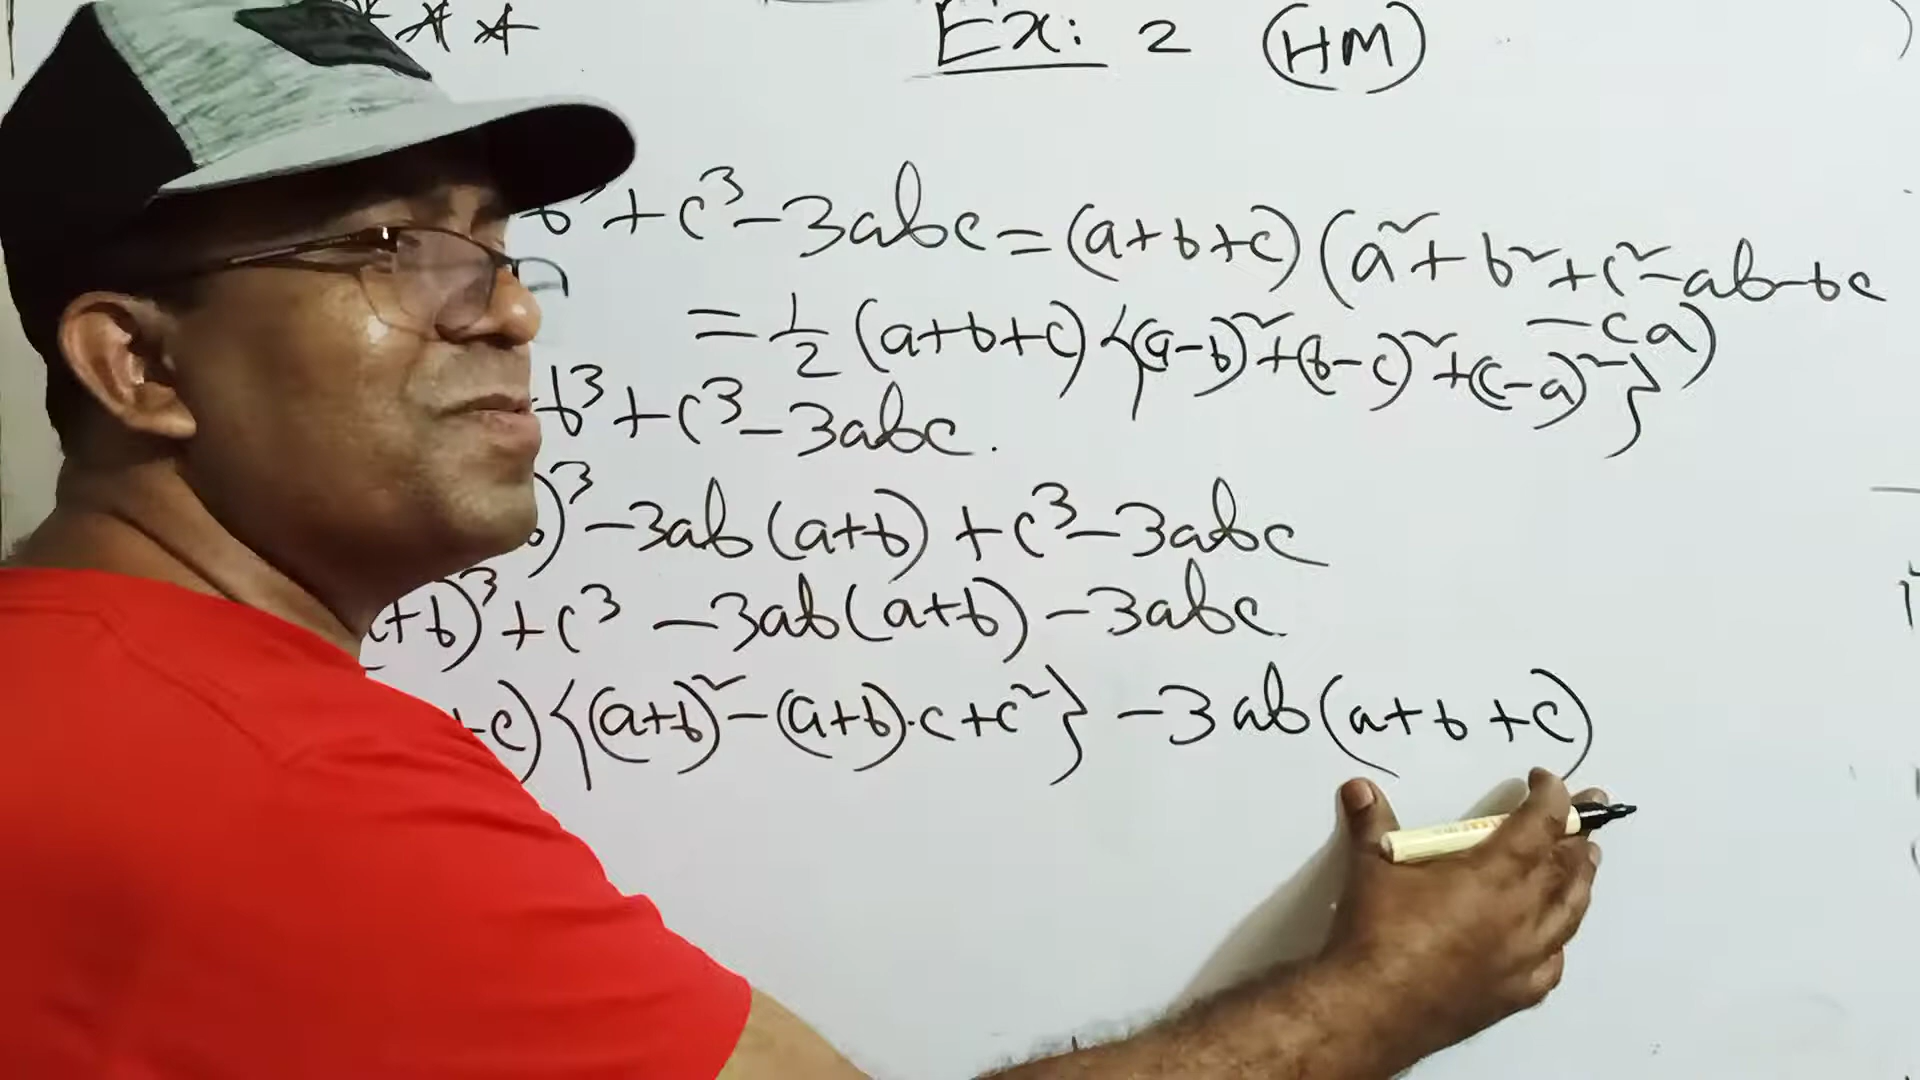 Ex: 2 (HM)
b³ + c³ - 3abc = (a+b+c) (a² + b² + c² - ab - bc
- ca)
= 1/2 (a+b+c) {(a-b)² + (b-c)² + (c-a)²}
b³ + c³ - 3abc.
)³ - 3ab (a+b) + c³ - 3abc
+b)³ + c³ - 3ab (a+b) - 3abc
+c) {(a+b)² - (a+b)·c + c²} - 3ab (a+b+c)